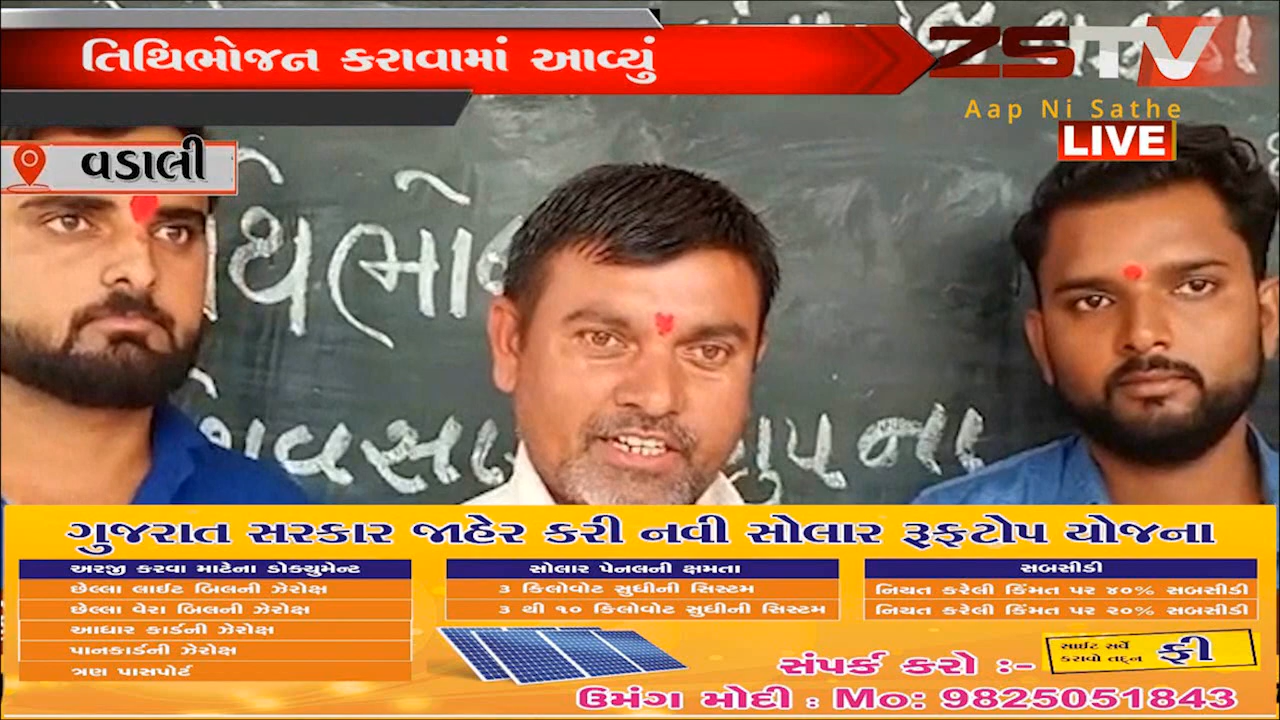 તિથિભોજન કરાવવામાં આવ્યું
ZSTV
Aap Ni Sathe
LIVE
વડાલી
ગુજરાત સરકાર જાહેર કરી નવી સોલાર રૂફટોપ યોજના
અરજી કરવા માટેના ડોક્યુમેન્ટ
છેલ્લા લાઈટ બિલની ઝેરોક્ષ
છેલ્લા વેરા બિલની ઝેરોક્ષ
આધાર કાર્ડની ઝેરોક્ષ
પાનકાર્ડની ઝેરોક્ષ
ત્રણ પાસપોર્ટ
સોલાર પેનલની ક્ષમતા
૩ કિલોવોટ સુધીની સિસ્ટમ
૩ થી ૧૦ કિલોવોટ સુધીની સિસ્ટમ
સબસીડી
નિયત કરેલી કિંમત પર ૪૦% સબસીડી
નિયત કરેલી કિંમત પર ૨૦% સબસીડી
સાઈટ સર્વે
કરાવો તદ્દન ફ્રી
સંપર્ક કરો :-
ઉમંગ મોદી : Mo: 9825051843